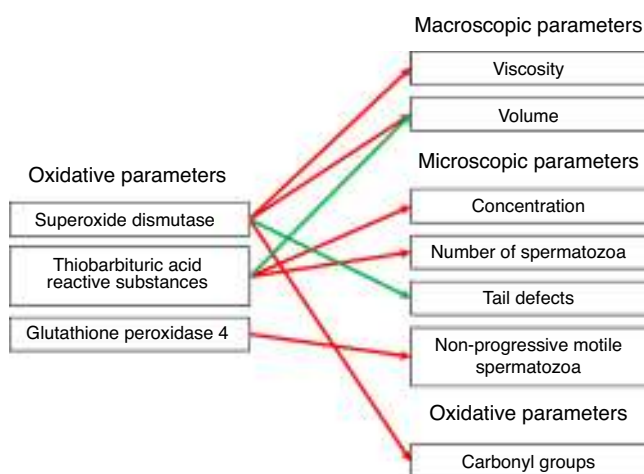 Oxidative parameters
Superoxide dismutase
Thiobarbituric acid
reactive substances
Glutathione peroxidase 4
Macroscopic parameters
Viscosity
Volume
Microscopic parameters
Concentration
Number of spermatozoa
Tail defects
Non-progressive motile
spermatozoa
Oxidative parameters
Carbonyl groups